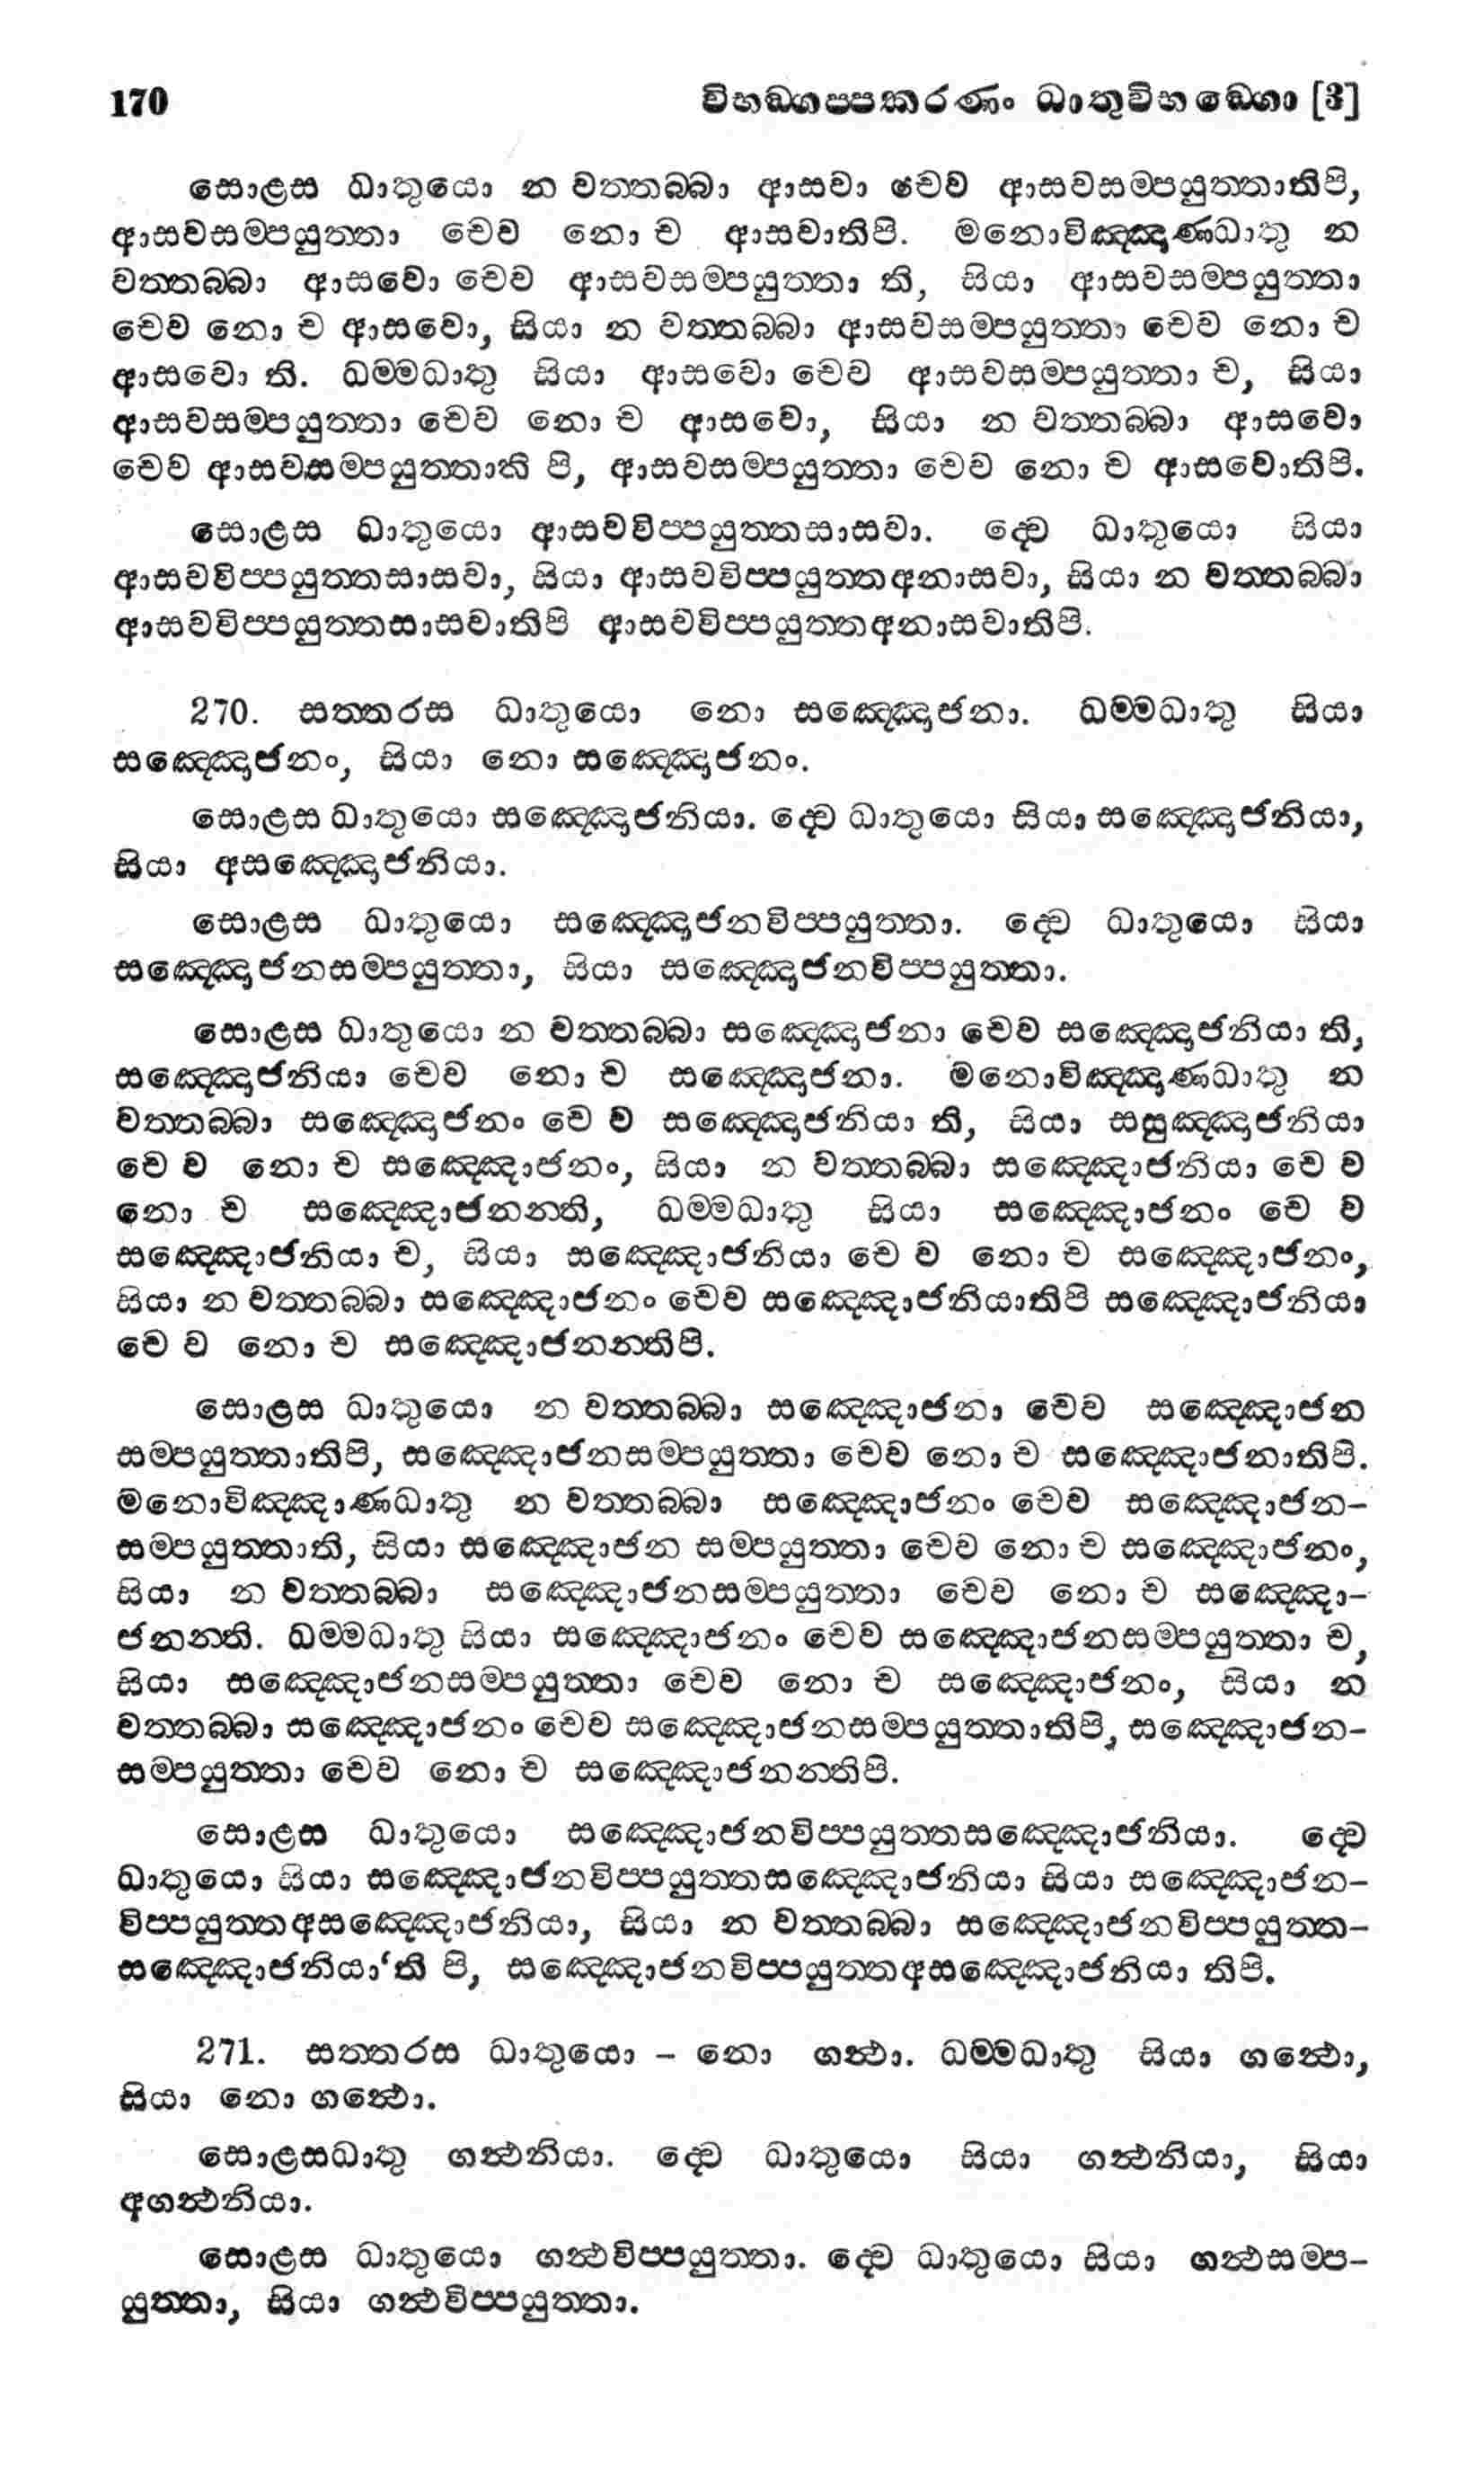 170 විභඞ්ගප්පකරණං ධාතුවිභඞ්ගො [3]
සොළස ධාතුයො න වත්තබ්බා ආසවා චෙව ආසවසම්පයුත්තාතිපි,
ආසවසම්පයුත්තා චෙව නො ච ආසවාතිපි. මනොවිඤ්ඤාණධාතු න
වත්තබ්බා ආසවො චෙව ආසවසම්පයුත්තා ති, සියා ආසවසම්පයුත්තා
චෙව නො ච ආසවො, සියා න වත්තබ්බා ආසවසම්පයුත්තා චෙව නො ච
ආසවො ති. ධම්මධාතු සියා ආසවො චෙව ආසවසම්පයුත්තා ච, සියා
ආසවසම්පයුත්තා චෙව නො ච ආසවො, සියා න වත්තබ්බා ආසවො
චෙව ආසවසම්පයුත්තාති පි, ආසවසම්පයුත්තා චෙව නො ච ආසවොතිපි.
සොළස ධාතුයො ආසවවිප්පයුත්තසාසවා. ද්වෙ ධාතුයො සියා
ආසවවිප්පයුත්තසාසවා, සියා ආසවවිප්පයුත්තඅනාසවා, සියා න වත්තබ්බා
ආසවවිප්පයුත්තසාසවාතිපි ආසවවිප්පයුත්තඅනාසවාතිපි.
270. සත්තරස ධාතුයො නො සඤ්ඤොජනා. ධම්මධාතු සියා
සඤ්ඤොජනං, සියා නො සඤ්ඤොජනං.
සොළස ධාතුයො සඤ්ඤොජනියා. ද්වෙ ධාතුයො සියා සඤ්ඤොජනියා,
සියා අසඤ්ඤොජනියා.
සොළස ධාතුයො සඤ්ඤොජනවිප්පයුත්තා. ද්වෙ ධාතුයො සියා
සඤ්ඤොජනසම්පයුත්තා, සියා සඤ්ඤොජනවිප්පයුත්තා.
සොළස ධාතුයො න වත්තබ්බා සඤ්ඤොජනා චෙව සඤ්ඤොජනියා ති,
සඤ්ඤොජනියා චෙව නො ච සඤ්ඤොජනා. මනොවිඤ්ඤාණධාතු න
වත්තබ්බා සඤ්ඤොජනං චෙ ව සඤ්ඤොජනියා ති, සියා සසුඤ්ඤාජනියා
චෙ ව නො ච සඤ්ඤොජනං, සියා න වත්තබ්බා සඤ්ඤොජනියා චෙ ව
නො ච සඤ්ඤොජනන්ති, ධම්මධාතු සියා සඤ්ඤොජනං චෙ ව
සඤ්ඤොජනියා ච, සියා සඤ්ඤොජනියා චෙ ව නො ච සඤ්ඤොජනං,
සියා න වත්තබ්බා සඤ්ඤොජනං චෙව සඤ්ඤොජනියාතිපි සඤ්ඤොජනියා
චෙ ව නො ච සඤ්ඤොජනන්තිපි.
සොළස ධාතුයො න වත්තබ්බා සඤ්ඤොජනා චෙව සඤ්ඤොජන
සම්පයුත්තාතිපි, සඤ්ඤොජනසම්පයුත්තා චෙව නො ච සඤ්ඤොජනාතිපි.
මනොවිඤ්ඤාණධාතු න වත්තබ්බා සඤ්ඤොජනං චෙව සඤ්ඤොජන-
සම්පයුත්තාති, සියා සඤ්ඤොජන සම්පයුත්තා චෙව නො ච සඤ්ඤොජනං,
සියා න වත්තබ්බා සඤ්ඤොජනසම්පයුත්තා චෙව නො ච සඤ්ඤො-
ජනන්ති. ධම්මධාතු සියා සඤ්ඤොජනං චෙව සඤ්ඤොජනසම්පයුත්තා ච,
සියා සඤ්ඤොජනසම්පයුත්තා චෙව නො ච සඤ්ඤොජනං, සියා න
වත්තබ්බා සඤ්ඤොජනං චෙව සඤ්ඤොජනසම්පයුත්තාතිපි, සඤ්ඤොජන-
සම්පයුත්තා චෙව නො ච සඤ්ඤොජනන්තිපි.
සොළස ධාතුයො සඤ්ඤොජනවිප්පයුත්තසඤ්ඤොජනියා. ද්වෙ
ධාතුයො සියා සඤ්ඤොජනවිප්පයුත්තසඤ්ඤොජනියා සියා සඤ්ඤොජන-
විප්පයුත්තඅසඤ්ඤොජනියා, සියා න වත්තබ්බා සඤ්ඤොජනවිප්පයුත්ත-
සඤ්ඤොජනියා‘ති පි, සඤ්ඤොජනවිප්පයුත්තඅසඤ්ඤොජනියා තිපි.
271. සත්තරස ධාතුයො - නො ගන්ථා. ධම්මධාතු සියා ගන්ථො,
සියා නො ගන්ථො.
සොළසධාතු ගන්ථනියා. ද්වෙ ධාතුයො සියා ගන්ථනියා, සියා
අගන්ථනියා.
සොළස ධාතුයො ගන්ථවිප්පයුත්තා. ද්වෙ ධාතුයො සියා ගන්ථසම්ප-
යුත්තා, සියා ගන්ථවිප්පයුත්තා.